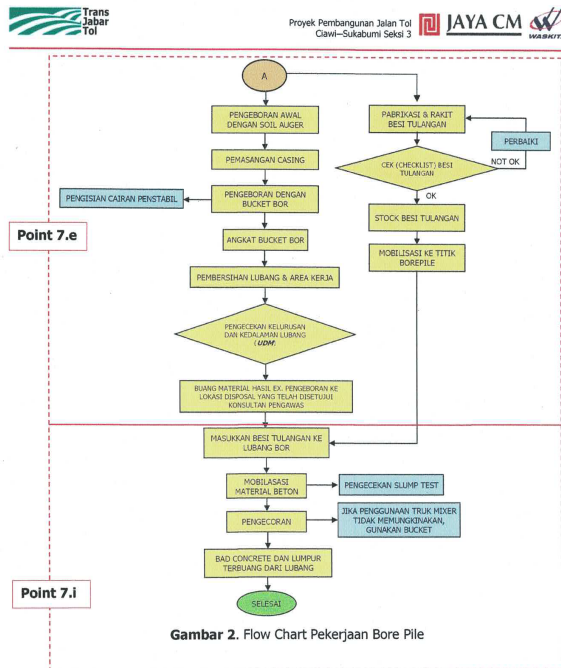 Trans
Jabar
Tol
Proyek Pembangunan Jalan Tol
Ciawi—Sukabumi Seksi 3
JAYA CM
WASKITA
A
PENGEBORAN AWAL
DENGAN SOIL AUGER
PEMASANGAN CASING
PENGISIAN CAIRAN PENSTABIL
PENGEBORAN DENGAN
BUCKET BOR
Point 7.e
ANGKAT BUCKET BOR
PEMBERSIHAN LUBANG & AREA KERJA
PENGECEKAN KELURUSAN
DAN KEDALAMAN LUBANG
(UDM)
BUANG MATERIAL HASIL EX. PENGEBORAN KE
LOKASI DISPOSAL YANG TELAH DISETUJUI
KONSULTAN PENGAWAS
PABRIKASI & RAKIT
BESI TULANGAN
PERBAIKI
CEK (CHECKLIST) BESI
TULANGAN
NOT OK
OK
STOCK BESI TULANGAN
MOBILISASI KE TITIK
BOREPILE
MASUKKAN BESI TULANGAN KE
LUBANG BOR
MOBILASASI
MATERIAL BETON
PENGECEKAN SLUMP TEST
PENGECORAN
JIKA PENGGUNAAN TRUK MIXER
TIDAK MEMUNGKINAKAN,
GUNAKAN BUCKET
BAD CONCRETE DAN LUMPUR
TERBUANG DARI LUBANG
Point 7.i
SELESAI
Gambar 2. Flow Chart Pekerjaan Bore Pile